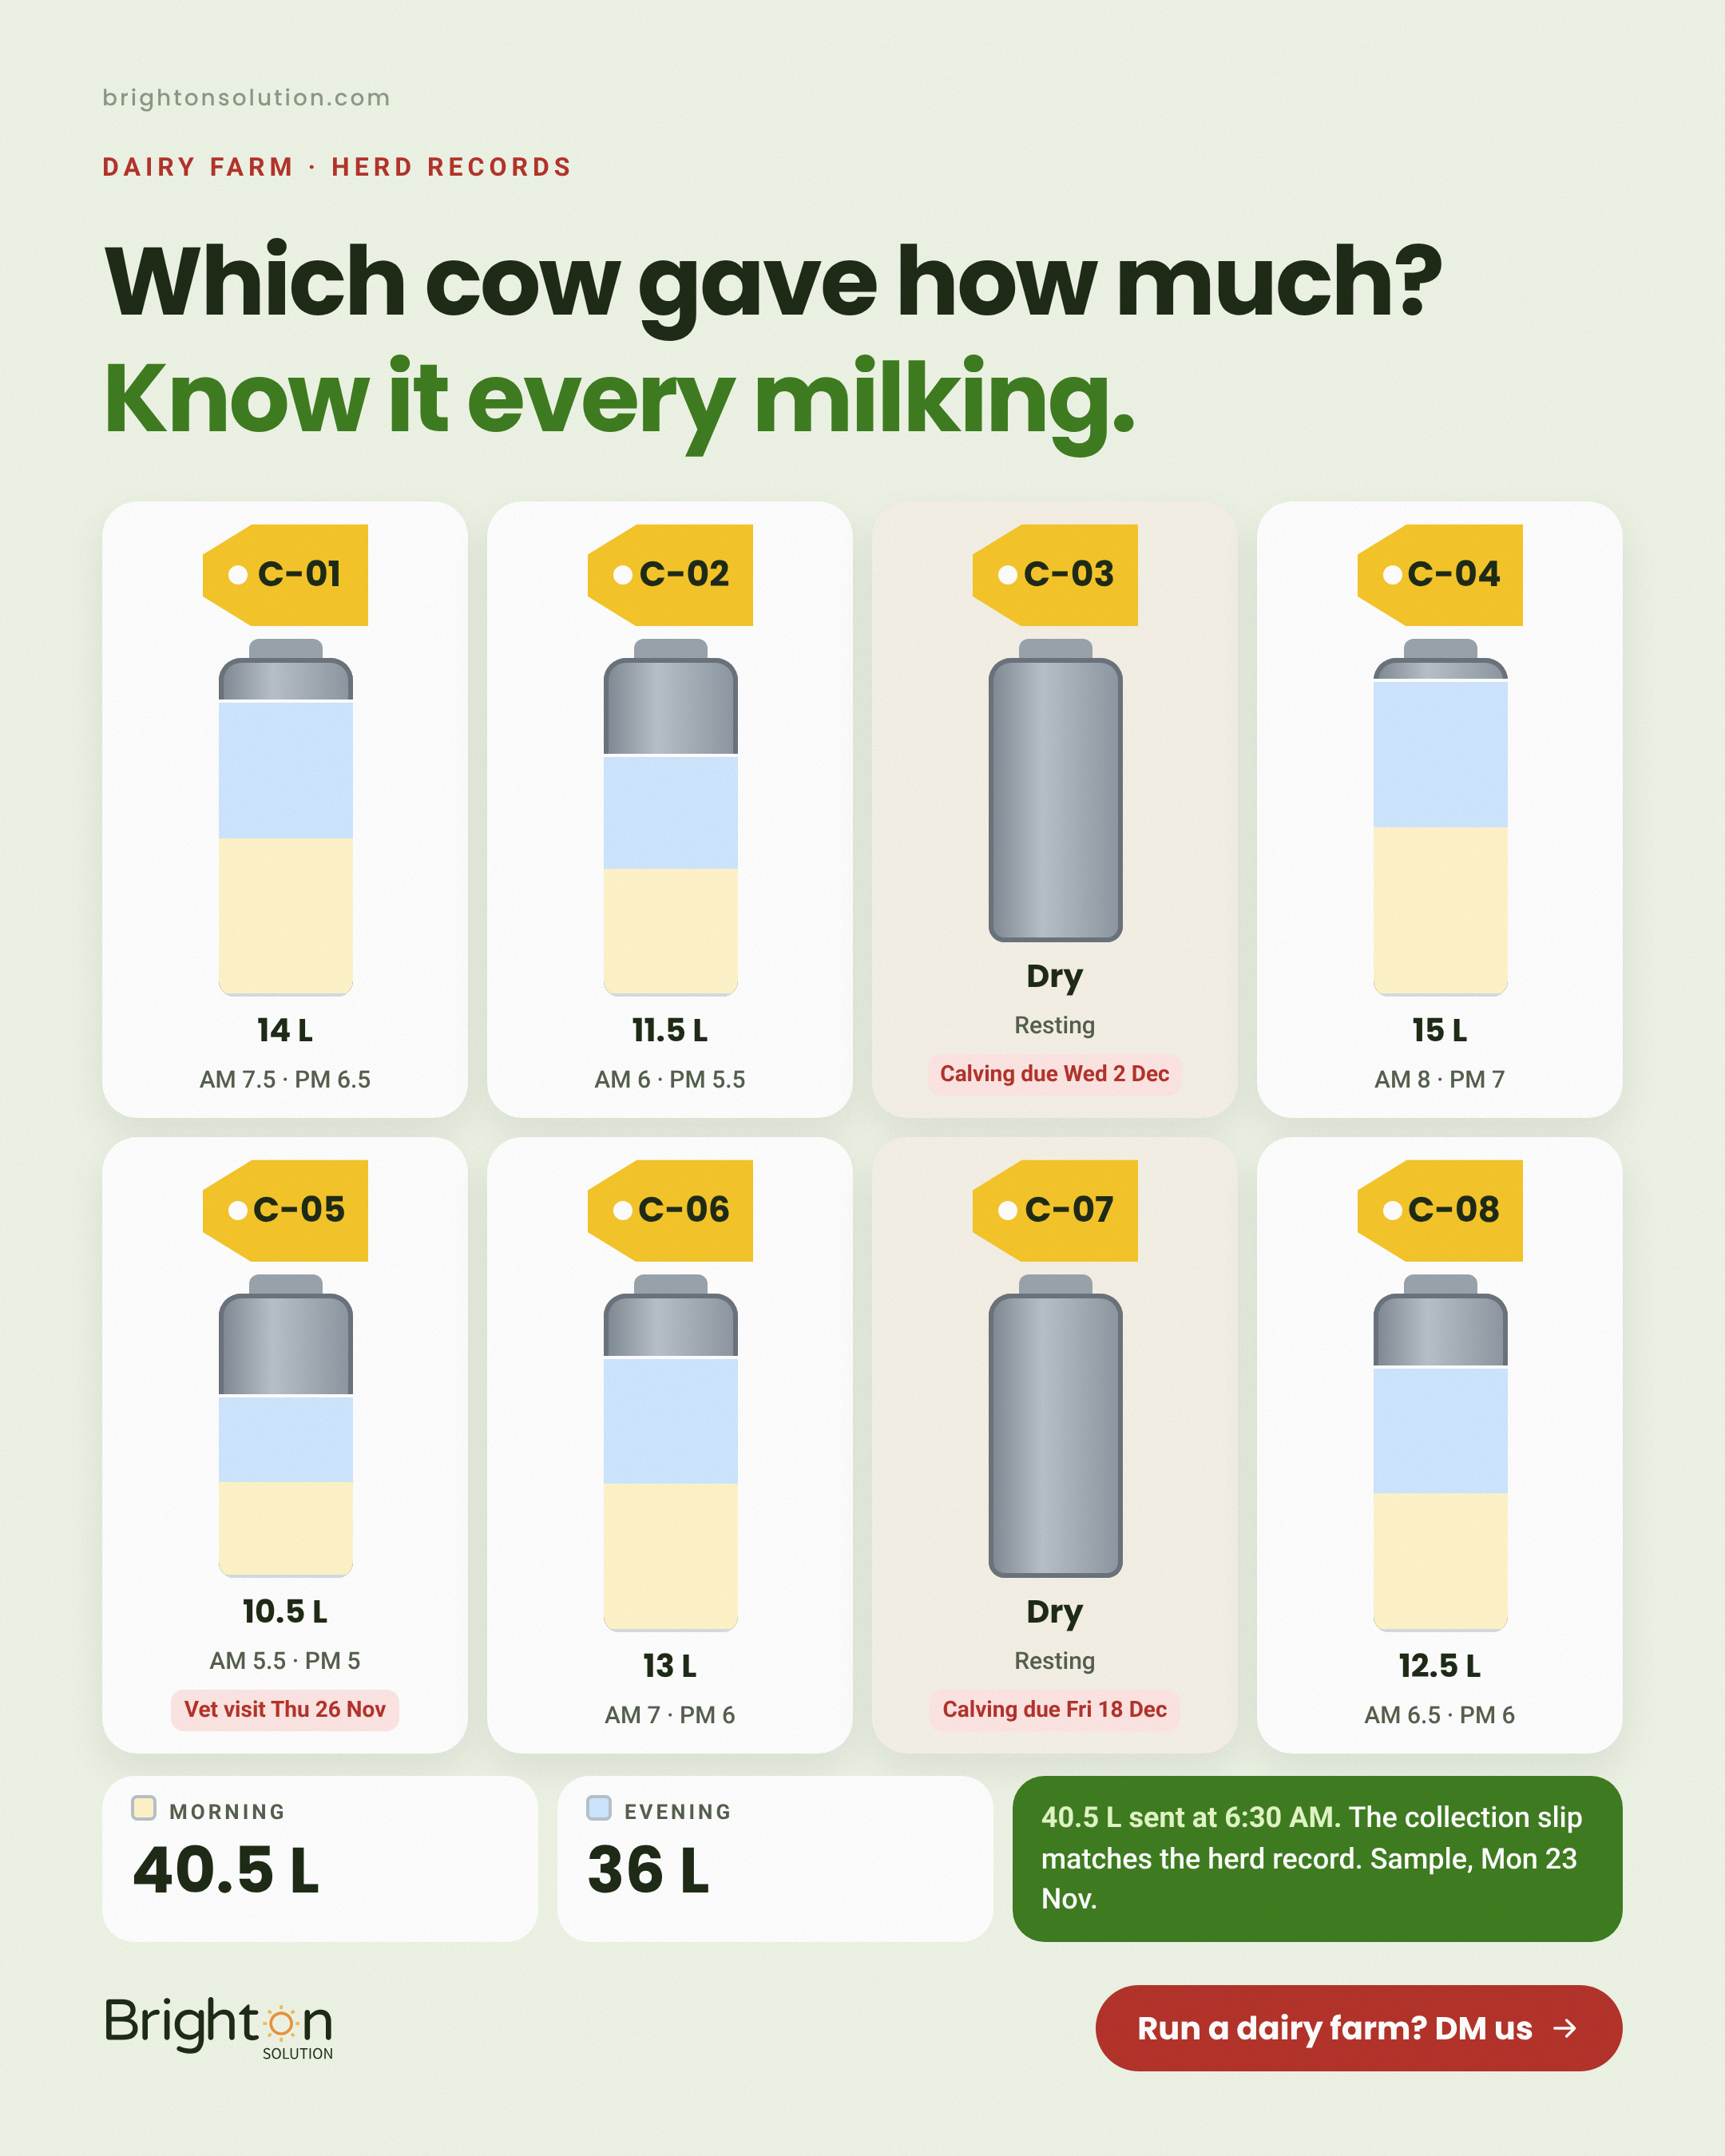 brightonsolution.com
DAIRY FARM · HERD RECORDS
Which cow gave how much?
Know it every milking.
C-01
14 L
AM 7.5 · PM 6.5
C-02
11.5 L
AM 6 · PM 5.5
C-03
Dry
Resting
Calving due Wed 2 Dec
C-04
15 L
AM 8 · PM 7
C-05
10.5 L
AM 5.5 · PM 5
Vet visit Thu 26 Nov
C-06
13 L
AM 7 · PM 6
C-07
Dry
Resting
Calving due Fri 18 Dec
C-08
12.5 L
AM 6.5 · PM 6
MORNING
40.5 L
EVENING
36 L
40.5 L sent at 6:30 AM. The collection slip
matches the herd record. Sample, Mon 23
Nov.
Brighton
SOLUTION
Run a dairy farm? DM us →